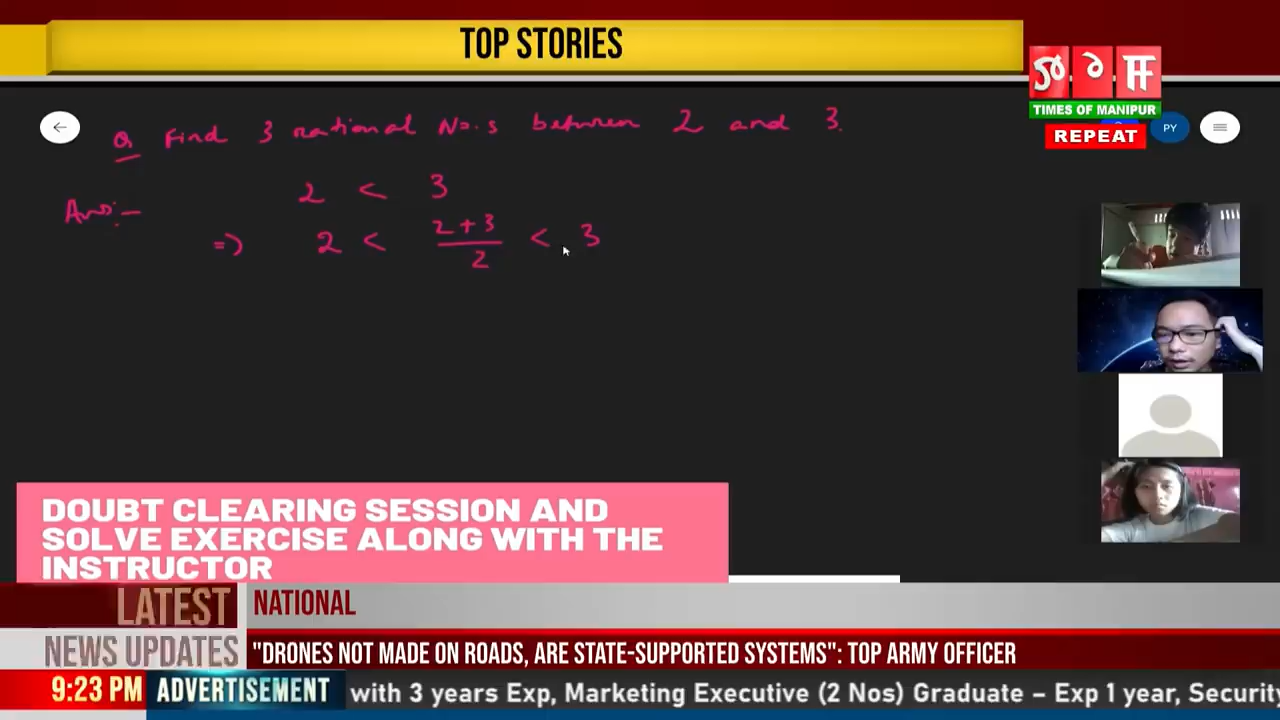 TOP STORIES
TIMES OF MANIPUR
REPEAT
PY
Q Find 3 rational No.s between 2 and 3.
Ans:-
2 < 3
=> 2 < 2+3/2 < 3
DOUBT CLEARING SESSION AND
SOLVE EXERCISE ALONG WITH THE
INSTRUCTOR
LATEST
NEWS UPDATES
NATIONAL
"DRONES NOT MADE ON ROADS, ARE STATE-SUPPORTED SYSTEMS": TOP ARMY OFFICER
9:23 PM
ADVERTISEMENT
with 3 years Exp, Marketing Executive (2 Nos) Graduate – Exp 1 year, Security